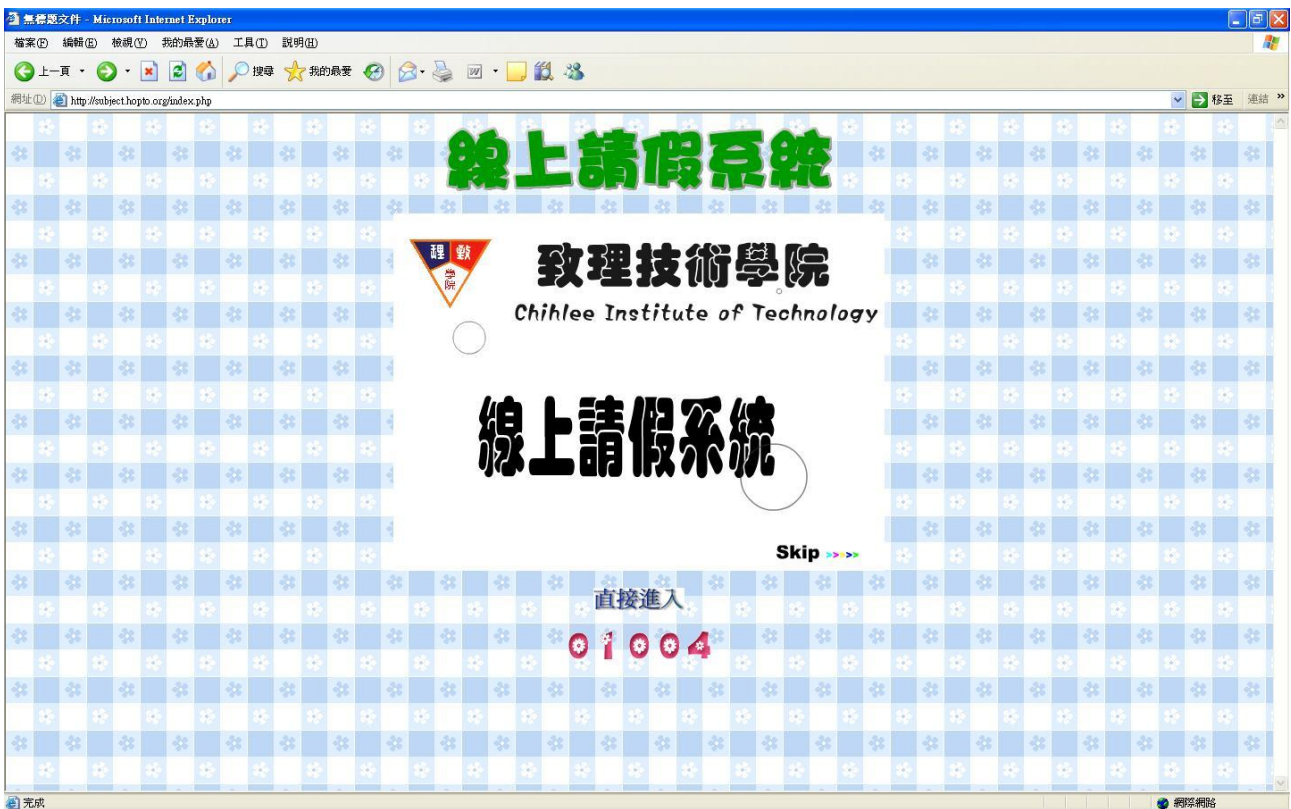 無標題文件 - Microsoft Internet Explorer
檔案(F) 編輯(E) 檢視(V) 我的最愛(A) 工具(T) 說明(H)
上一頁 搜尋 我的最愛
網址(D) http://subject.hopto.org/index.php 移至 連結 »
線上請假系統
理 致 學院
致理技術學院
Chihlee Institute of Technology
線上請假系統
Skip >>>>>
直接進入
01004
完成 網際網路